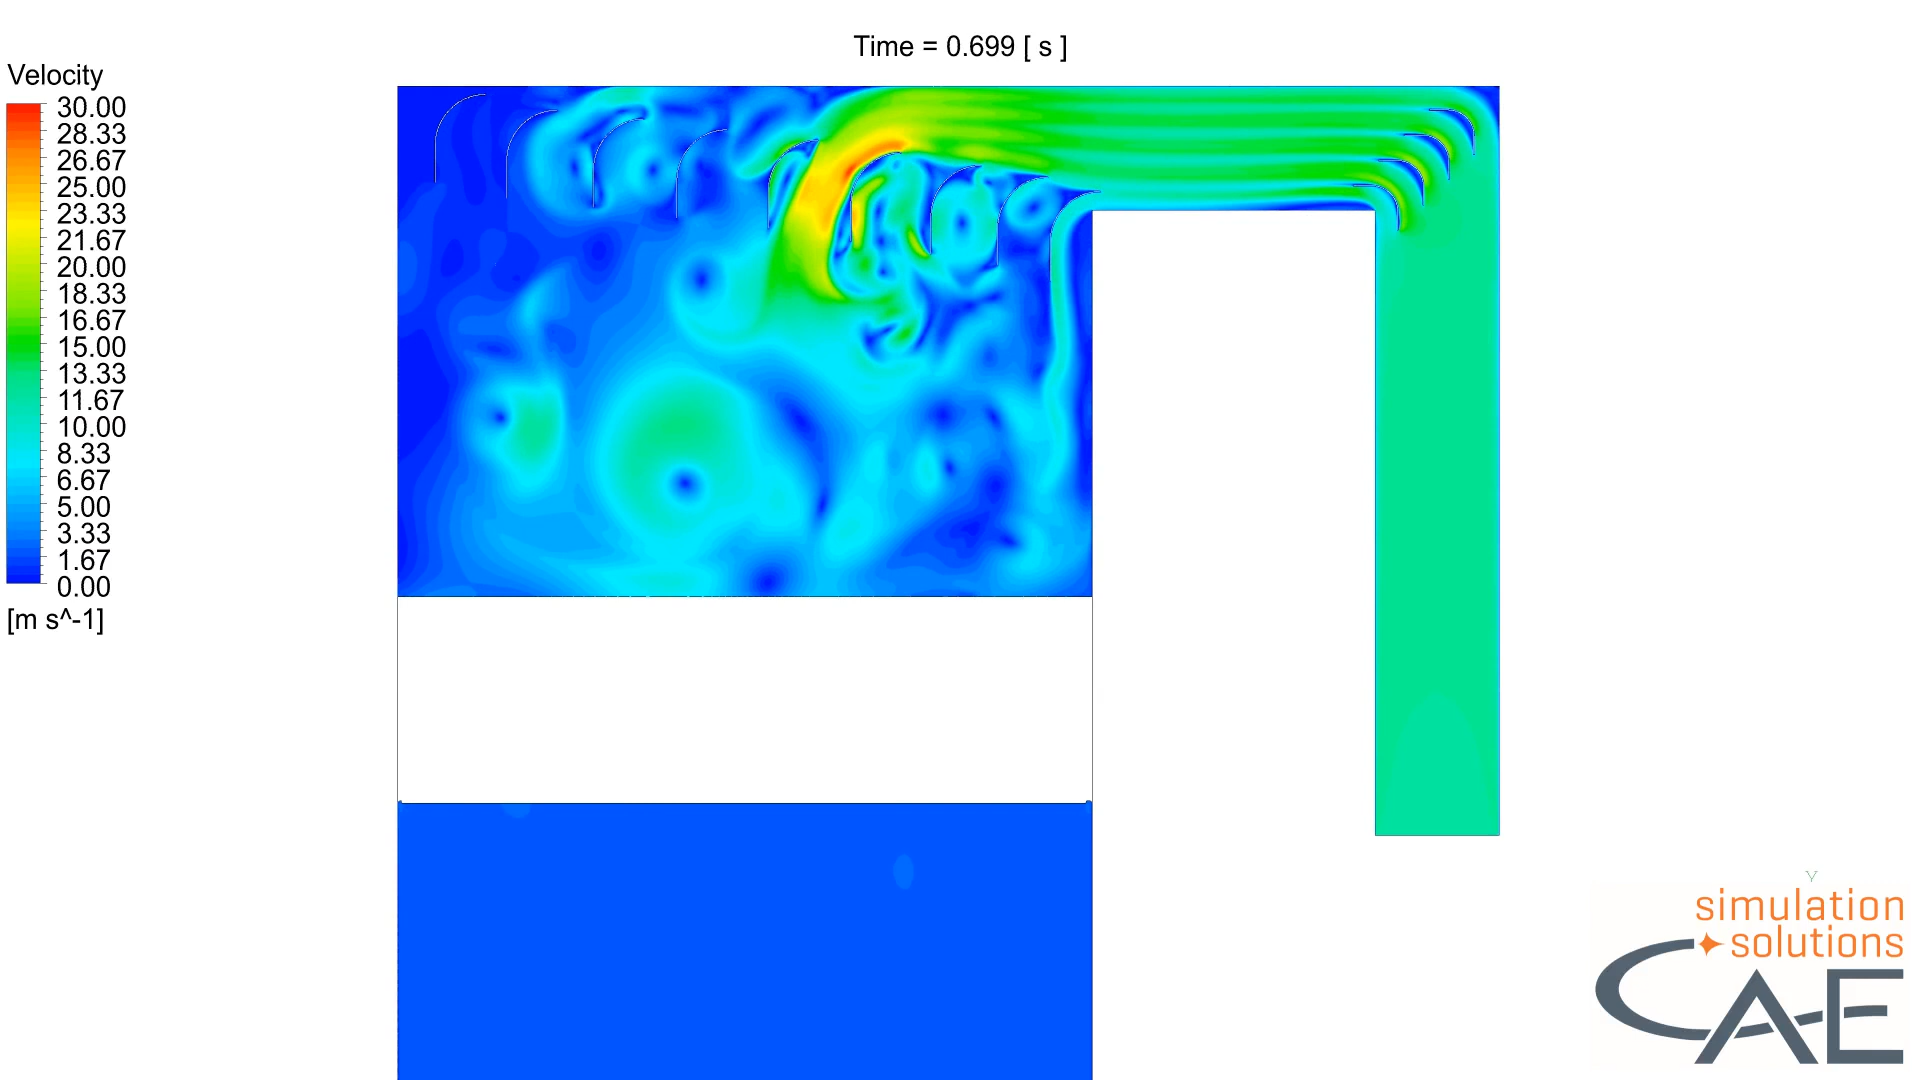 Time = 0.699 [ s ]
Velocity
30.00
28.33
26.67
25.00
23.33
21.67
20.00
18.33
16.67
15.00
13.33
11.67
10.00
8.33
6.67
5.00
3.33
1.67
0.00
[m s^-1]
Y
simulation
solutions
CAE